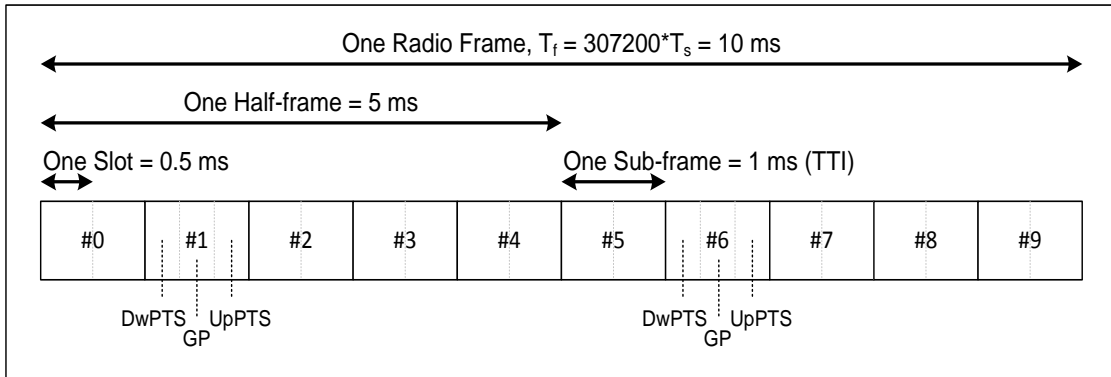 One Radio Frame, Tf = 307200*Ts = 10 ms
One Half-frame = 5 ms
One Slot = 0.5 ms One Sub-frame = 1 ms (TTI)
#0 #1 #2 #3 #4 #5 #6 #7 #8 #9
DwPTS UpPTS DwPTS UpPTS
GP GP